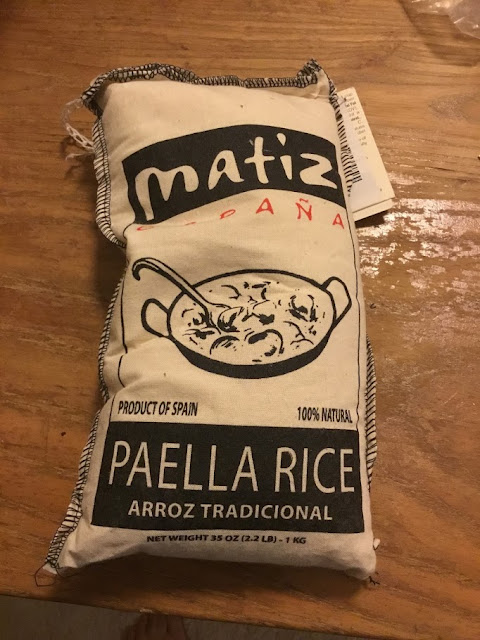 matiz
ESPAÑA
PRODUCT OF SPAIN
100% NATURAL
PAELLA RICE
ARROZ TRADICIONAL
NET WEIGHT 35 OZ (2.2 LB) - 1 KG